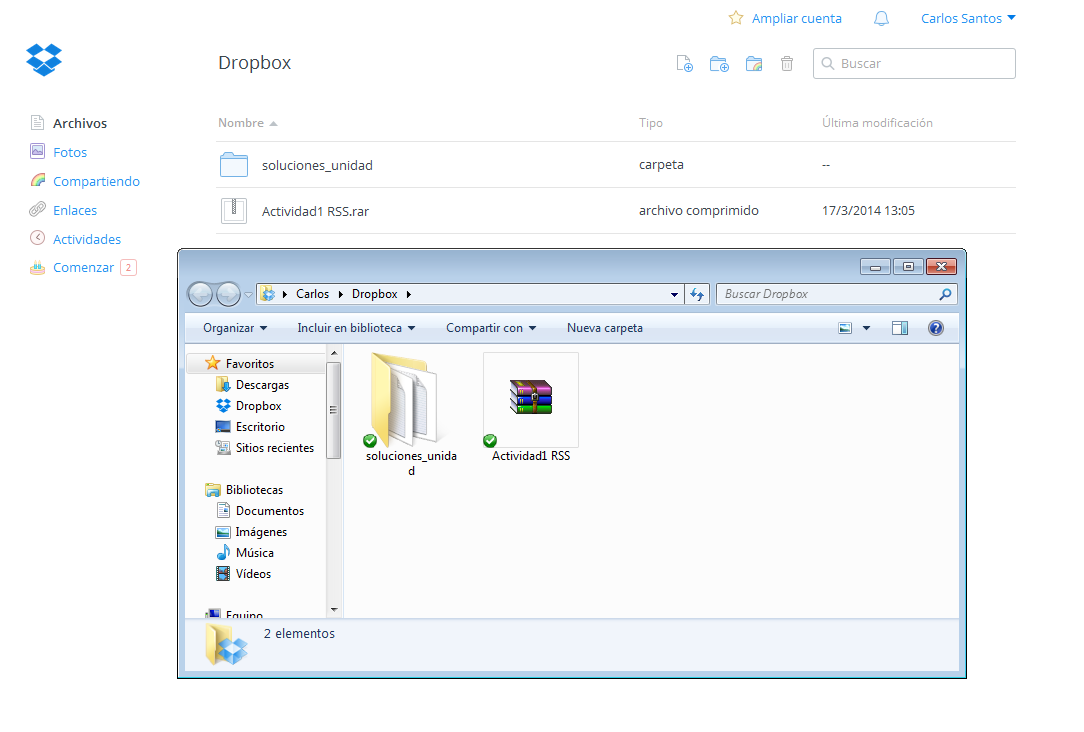 Ampliar cuenta
Carlos Santos
Dropbox
Buscar
Archivos
Fotos
Compartiendo
Enlaces
Actividades
Comenzar 2
Nombre Tipo Última modificación
soluciones_unidad carpeta --
Actividad1 RSS.rar archivo comprimido 17/3/2014 13:05
Carlos Dropbox
Buscar Dropbox
Organizar Incluir en biblioteca Compartir con Nueva carpeta
Favoritos
Descargas
Dropbox
Escritorio
Sitios recientes
Bibliotecas
Documentos
Imágenes
Música
Vídeos
Equipo
soluciones_unida
d
Actividad1 RSS
2 elementos